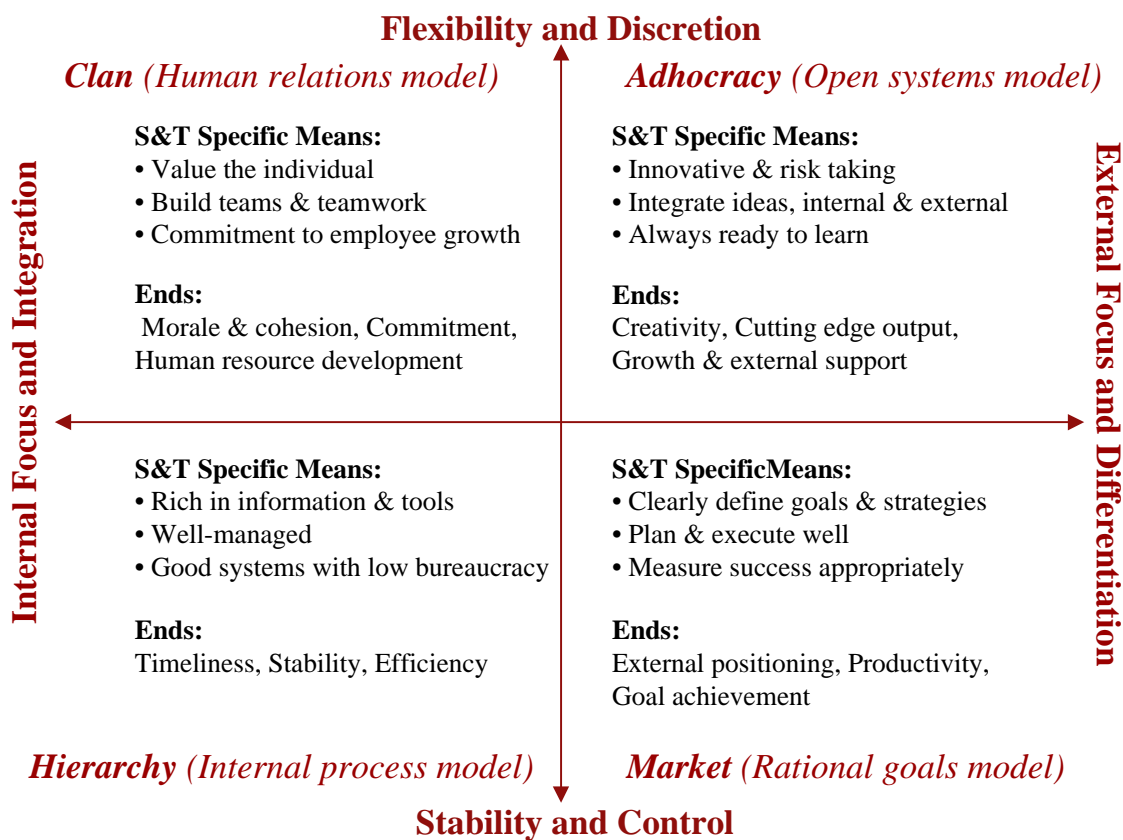 Flexibility and Discretion
Clan (Human relations model)
S&T Specific Means:
• Value the individual
• Build teams & teamwork
• Commitment to employee growth
Ends:
Morale & cohesion, Commitment,
Human resource development
Adhocracy (Open systems model)
S&T Specific Means:
• Innovative & risk taking
• Integrate ideas, internal & external
• Always ready to learn
Ends:
Creativity, Cutting edge output,
Growth & external support
Internal Focus and Integration
External Focus and Differentiation
S&T Specific Means:
• Rich in information & tools
• Well-managed
• Good systems with low bureaucracy
Ends:
Timeliness, Stability, Efficiency
Hierarchy (Internal process model)
S&T SpecificMeans:
• Clearly define goals & strategies
• Plan & execute well
• Measure success appropriately
Ends:
External positioning, Productivity,
Goal achievement
Market (Rational goals model)
Stability and Control